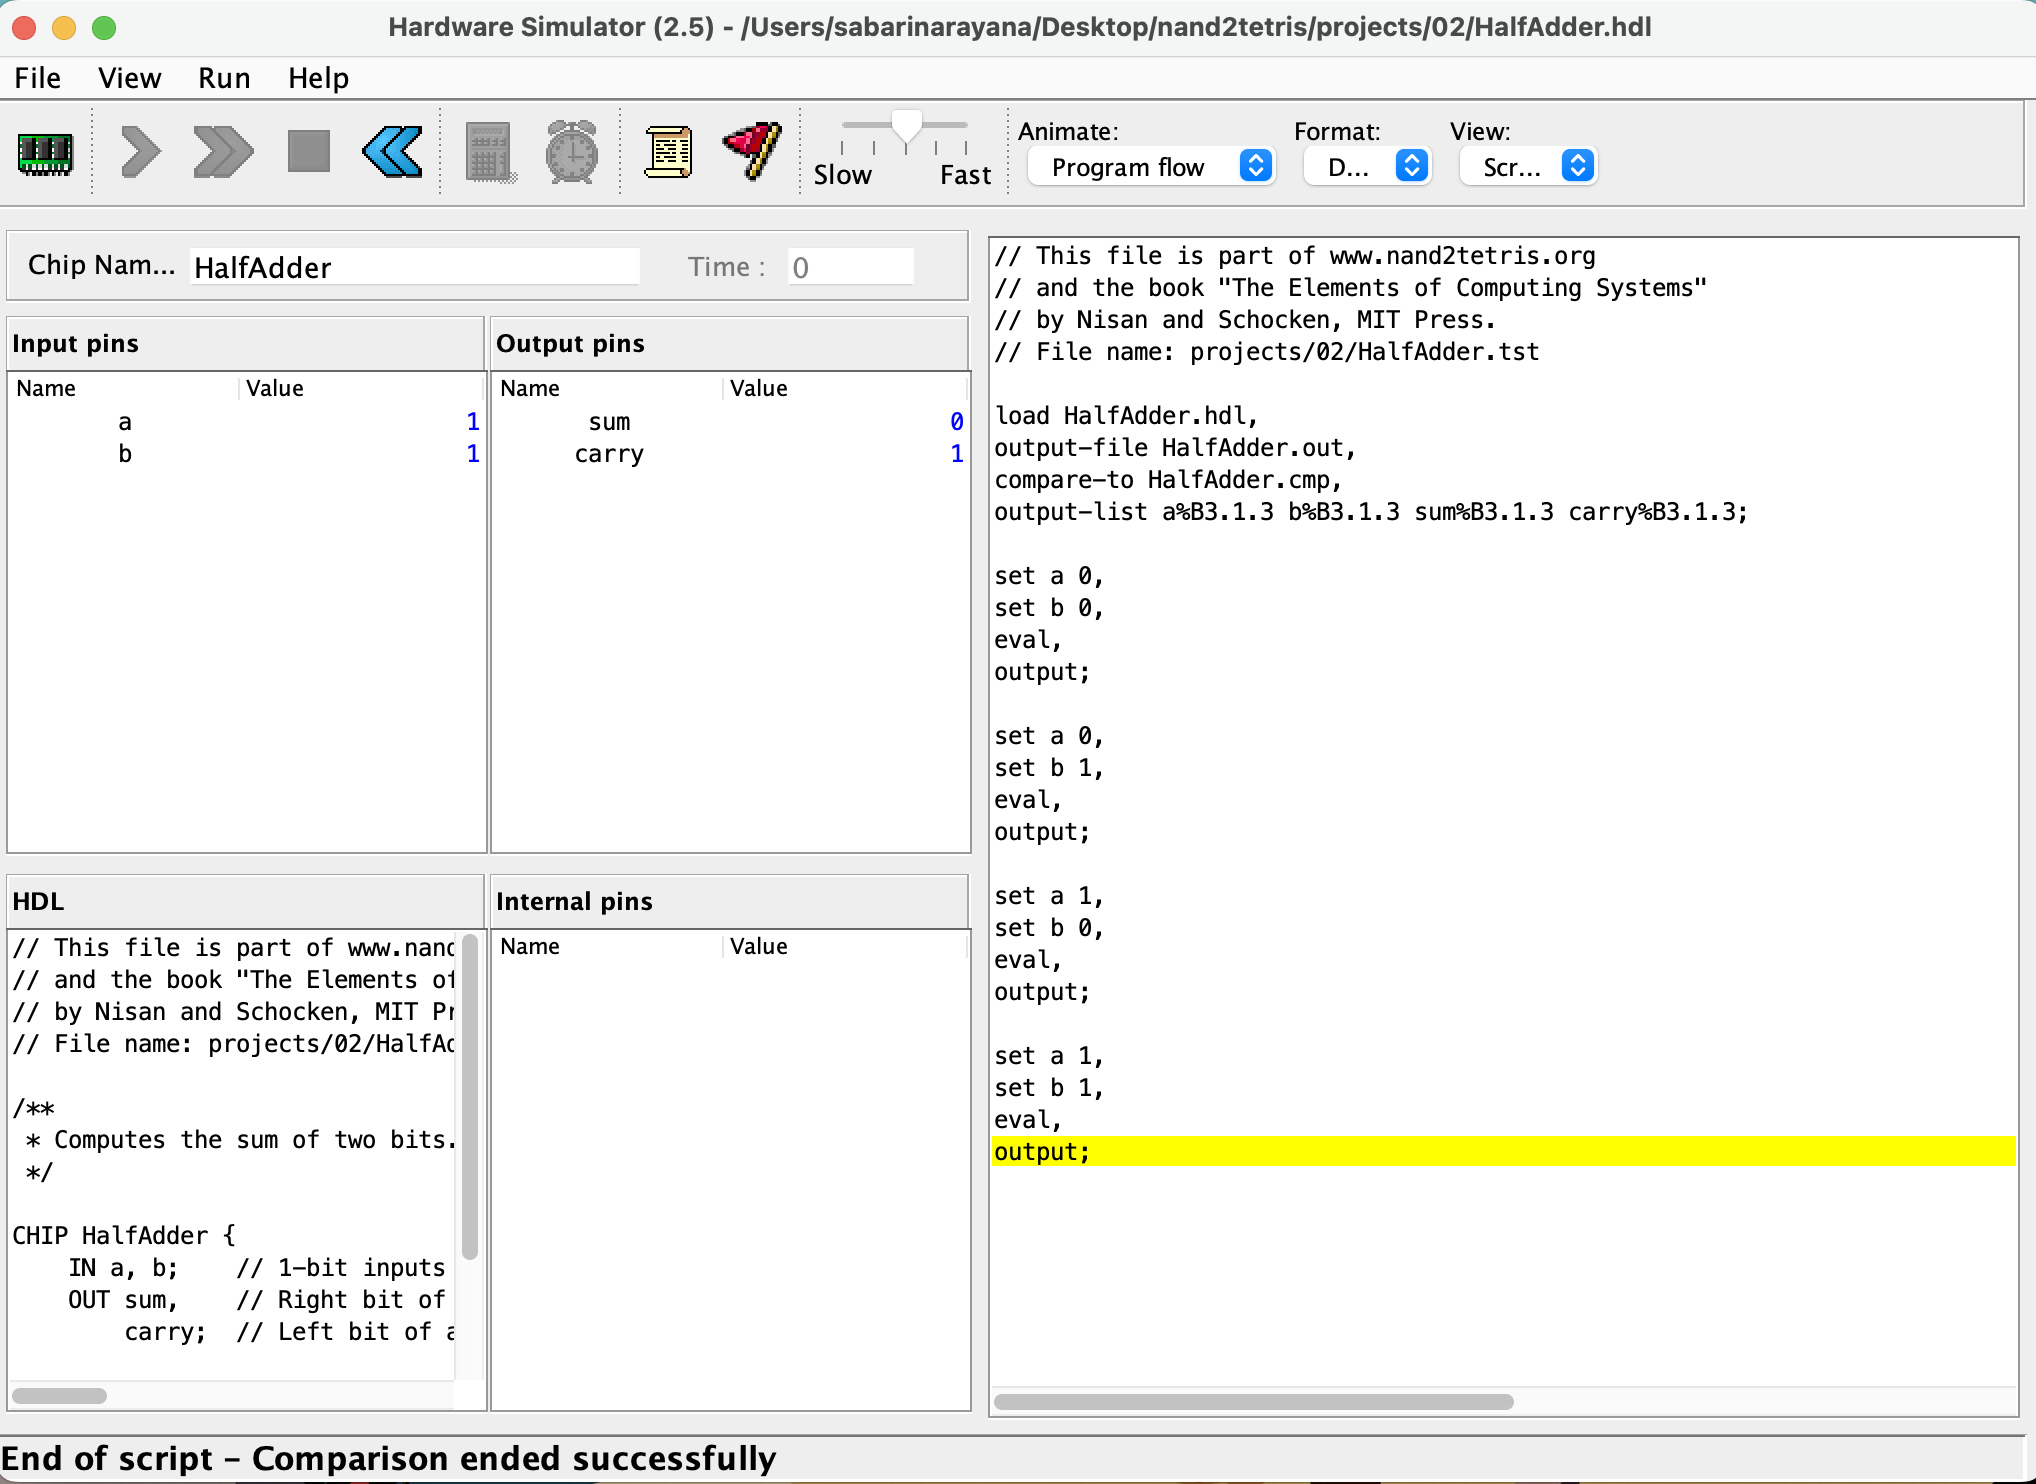 Hardware Simulator (2.5) - /Users/sabarinarayana/Desktop/nand2tetris/projects/02/HalfAdder.hdl
File View Run Help
Slow Fast
Animate: Format: View:
Program flow D... Scr...
Chip Nam... HalfAdder Time : 0
Input pins
Name Value
a 1
b 1
Output pins
Name Value
sum 0
carry 1
HDL
// This file is part of www.nand
// and the book "The Elements of
// by Nisan and Schocken, MIT Pr
// File name: projects/02/HalfAd
/**
* Computes the sum of two bits.
*/
CHIP HalfAdder {
IN a, b; // 1-bit inputs
OUT sum, // Right bit of
carry; // Left bit of a
Internal pins
Name Value
// This file is part of www.nand2tetris.org
// and the book "The Elements of Computing Systems"
// by Nisan and Schocken, MIT Press.
// File name: projects/02/HalfAdder.tst
load HalfAdder.hdl,
output-file HalfAdder.out,
compare-to HalfAdder.cmp,
output-list a%B3.1.3 b%B3.1.3 sum%B3.1.3 carry%B3.1.3;
set a 0,
set b 0,
eval,
output;
set a 0,
set b 1,
eval,
output;
set a 1,
set b 0,
eval,
output;
set a 1,
set b 1,
eval,
output;
End of script - Comparison ended successfully